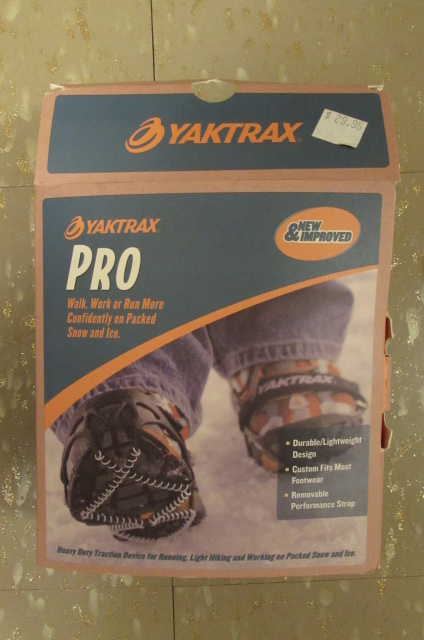 YAKTRAX
$ 29.95
YAKTRAX
PRO
NEW
& IMPROVED
Walk, Work or Run More
Confidently on Packed
Snow and Ice.
YAKTRAX
Durable/Lightweight
Design
Custom Fits Most
Footwear
Removable
Performance Strap
Heavy Duty Traction Device for Running, Light Hiking and Working on Packed Snow and Ice.